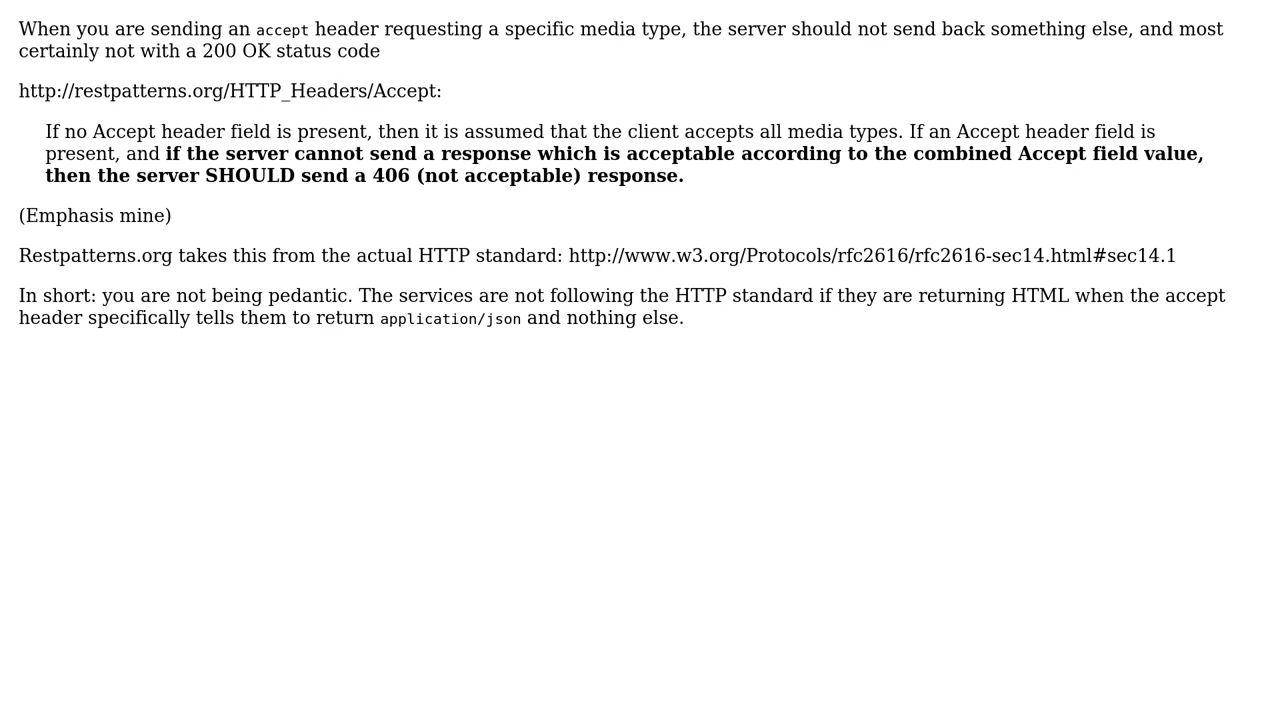 When you are sending an accept header requesting a specific media type, the server should not send back something else, and most
certainly not with a 200 OK status code
http://restpatterns.org/HTTP_Headers/Accept:
If no Accept header field is present, then it is assumed that the client accepts all media types. If an Accept header field is
present, and if the server cannot send a response which is acceptable according to the combined Accept field value,
then the server SHOULD send a 406 (not acceptable) response.
(Emphasis mine)
Restpatterns.org takes this from the actual HTTP standard: http://www.w3.org/Protocols/rfc2616/rfc2616-sec14.html#sec14.1
In short: you are not being pedantic. The services are not following the HTTP standard if they are returning HTML when the accept
header specifically tells them to return application/json and nothing else.